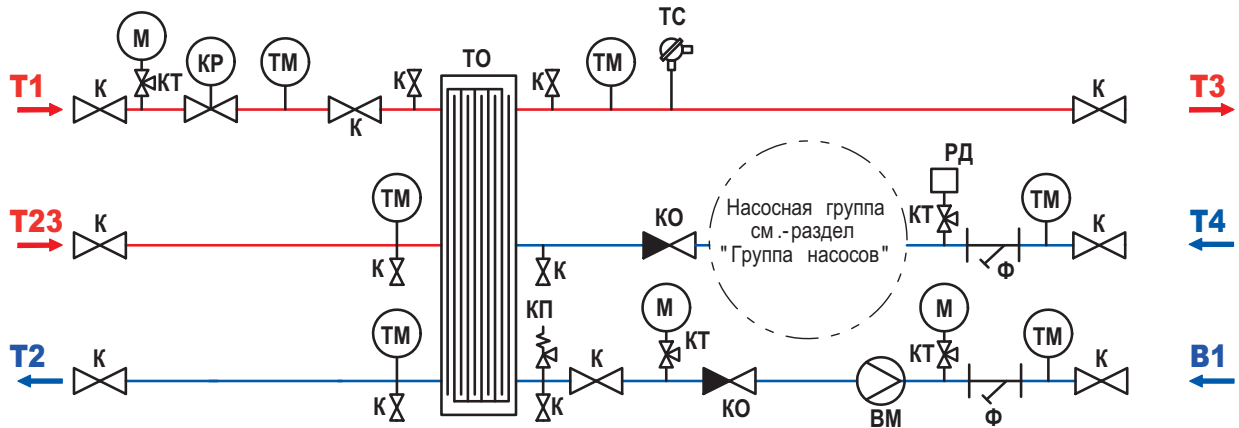 М
КР
ТМ
КТ
Т1
К
К
К
ТО
К
ТМ
ТС
К
Т3
Т23
К
ТМ
К
КО
К
Насосная группа
см.-раздел
"Группа насосов"
РД
КТ
ТМ
Ф
К
Т4
Т2
К
ТМ
К
КП
К
К
М
КТ
КО
ВМ
М
КТ
ТМ
Ф
К
В1